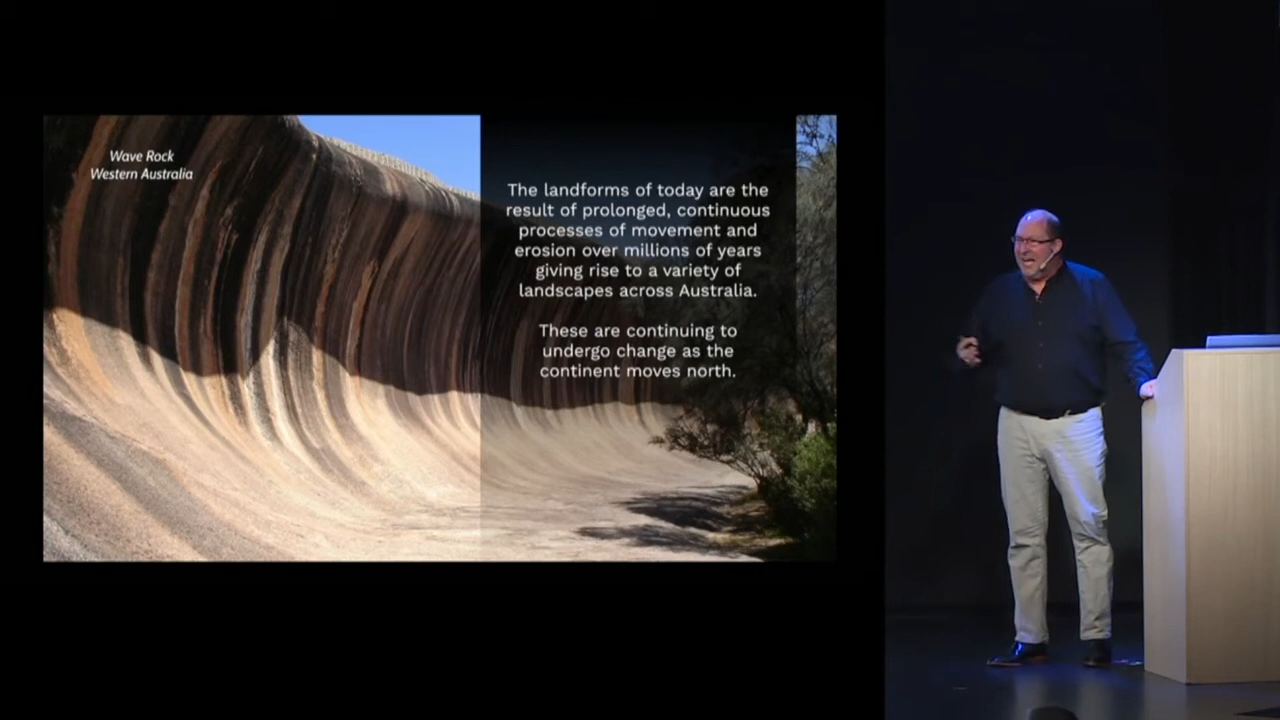 Wave Rock
Western Australia
The landforms of today are the
result of prolonged, continuous
processes of movement and
erosion over millions of years
giving rise to a variety of
landscapes across Australia.
These are continuing to
undergo change as the
continent moves north.